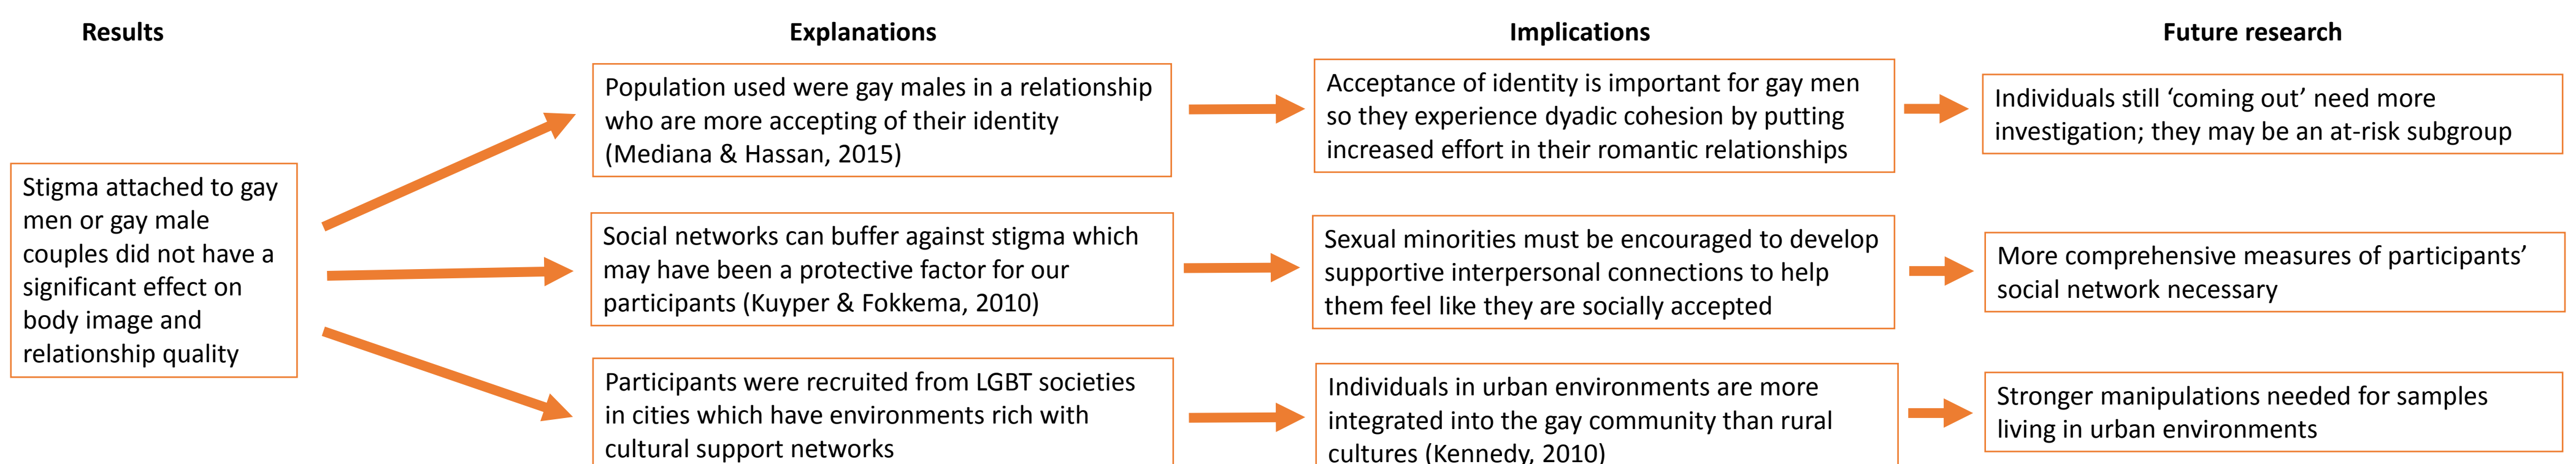 Results
Explanations
Implications
Future research
Stigma attached to gay
men or gay male
couples did not have a
significant effect on
body image and
relationship quality
Population used were gay males in a relationship
who are more accepting of their identity
(Mediana & Hassan, 2015)
Acceptance of identity is important for gay men
so they experience dyadic cohesion by putting
increased effort in their romantic relationships
Individuals still ‘coming out’ need more
investigation; they may be an at-risk subgroup
Social networks can buffer against stigma which
may have been a protective factor for our
participants (Kuyper & Fokkema, 2010)
Sexual minorities must be encouraged to develop
supportive interpersonal connections to help
them feel like they are socially accepted
More comprehensive measures of participants’
social network necessary
Participants were recruited from LGBT societies
in cities which have environments rich with
cultural support networks
Individuals in urban environments are more
integrated into the gay community than rural
cultures (Kennedy, 2010)
Stronger manipulations needed for samples
living in urban environments